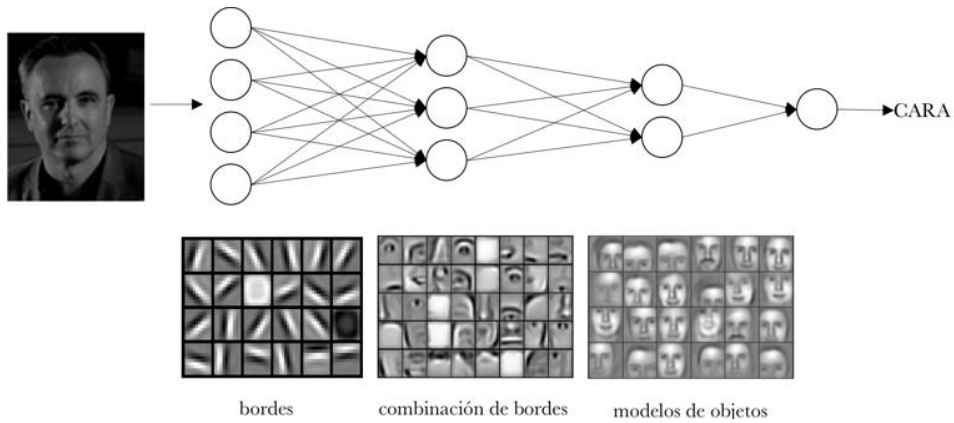 CARA
bordes
combinación de bordes
modelos de objetos